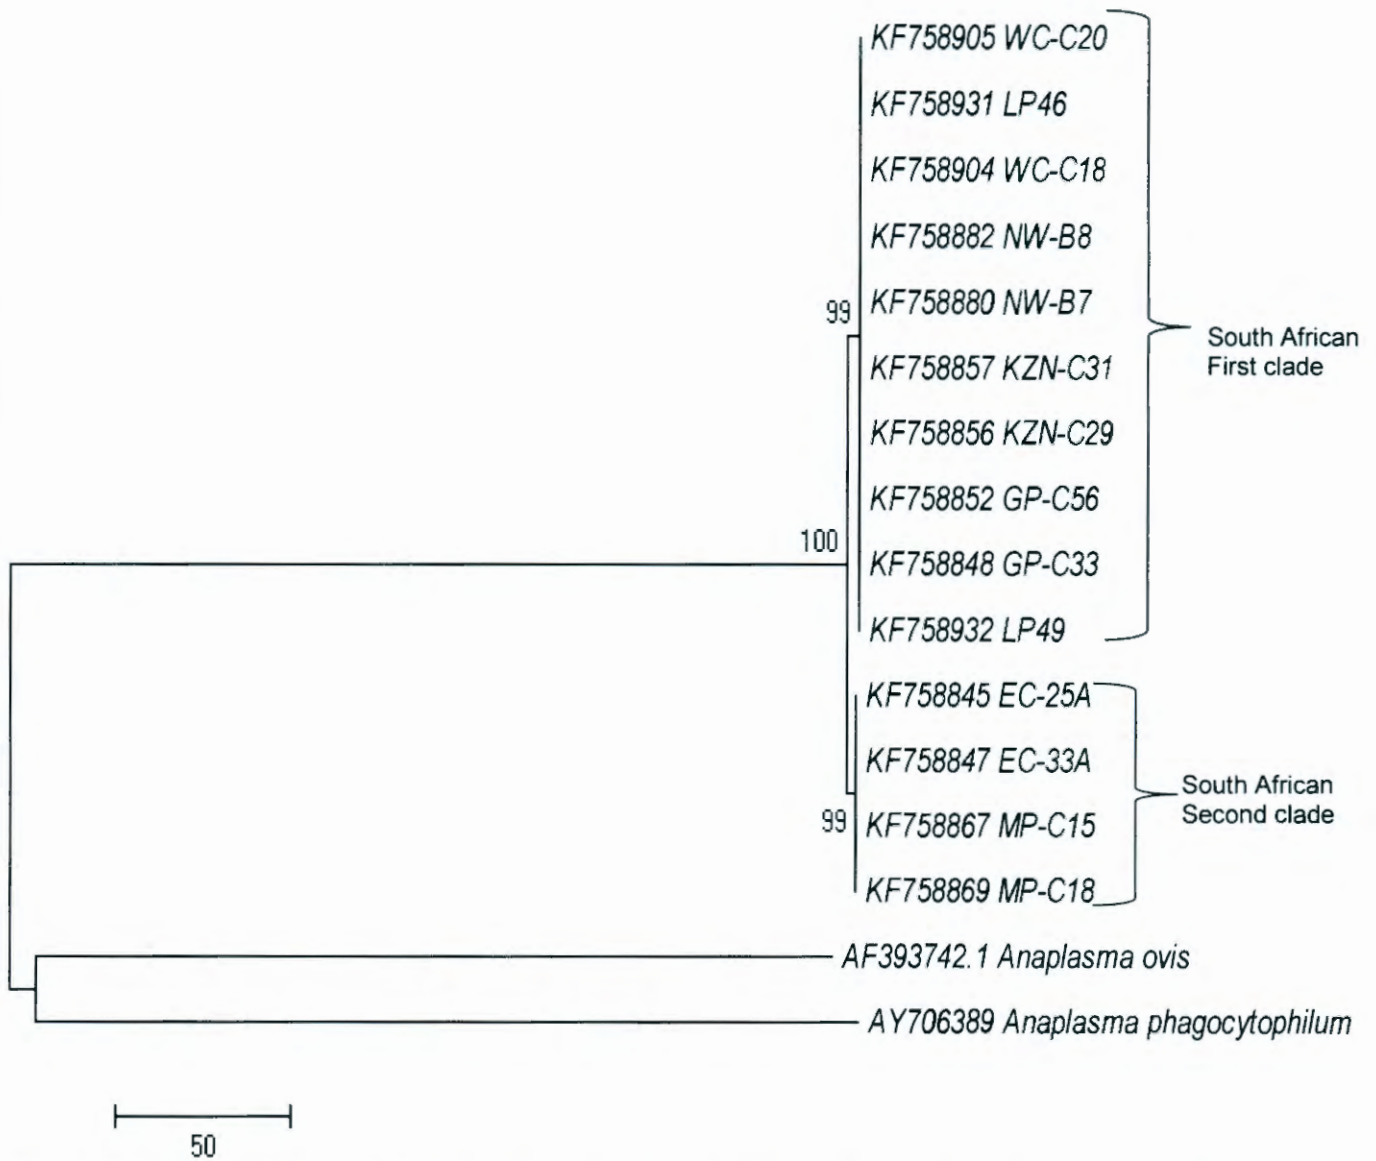 KF758905 WC-C20
KF758931 LP46
KF758904 WC-C18
KF758882 NW-B8
99
KF758880 NW-B7
South African
First clade
KF758857 KZN-C31
KF758856 KZN-C29
KF758852 GP-C56
100
KF758848 GP-C33
KF758932 LP49
KF758845 EC-25A
KF758847 EC-33A
South African
Second clade
99
KF758867 MP-C15
KF758869 MP-C18
AF393742.1 Anaplasma ovis
AY706389 Anaplasma phagocytophilum
50